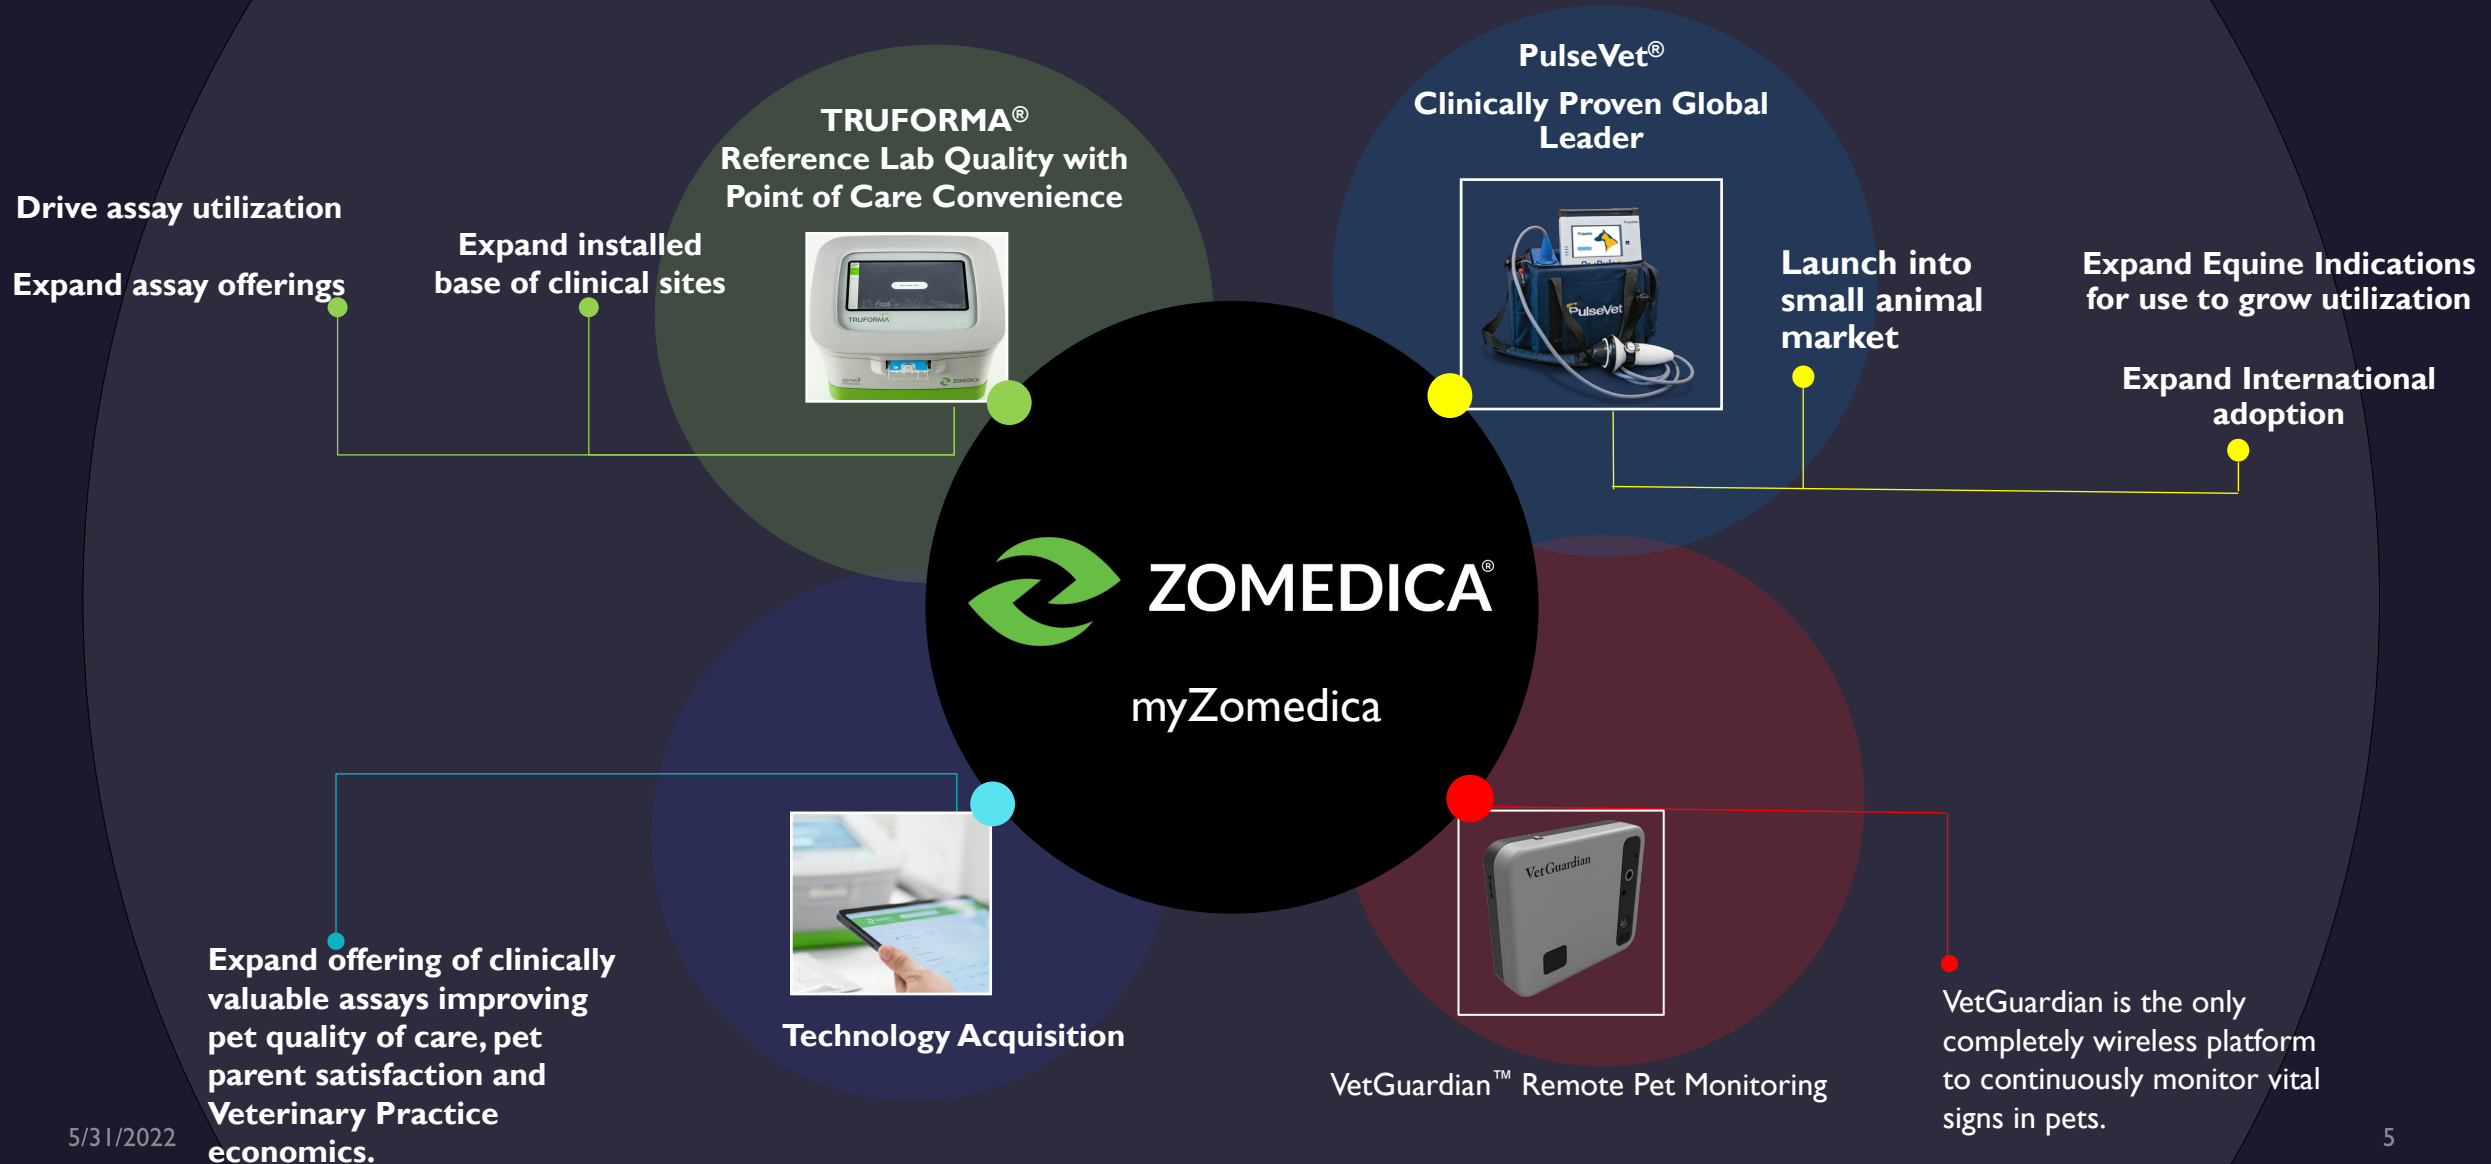 PulseVet®
Clinically Proven Global
Leader
TRUFORMA®
Reference Lab Quality with
Point of Care Convenience
Drive assay utilization
Expand assay offerings
Expand installed
base of clinical sites
TRUFORMA
ZOMEDICA
PulseVet
Launch into
small animal
market
Expand Equine Indications
for use to grow utilization
Expand International
adoption
ZOMEDICA®
myZomedica
VetGuardian
Technology Acquisition
VetGuardian™ Remote Pet Monitoring
Expand offering of clinically
valuable assays improving
pet quality of care, pet
parent satisfaction and
Veterinary Practice
economics.
VetGuardian is the only
completely wireless platform
to continuously monitor vital
signs in pets.
5/31/2022
5